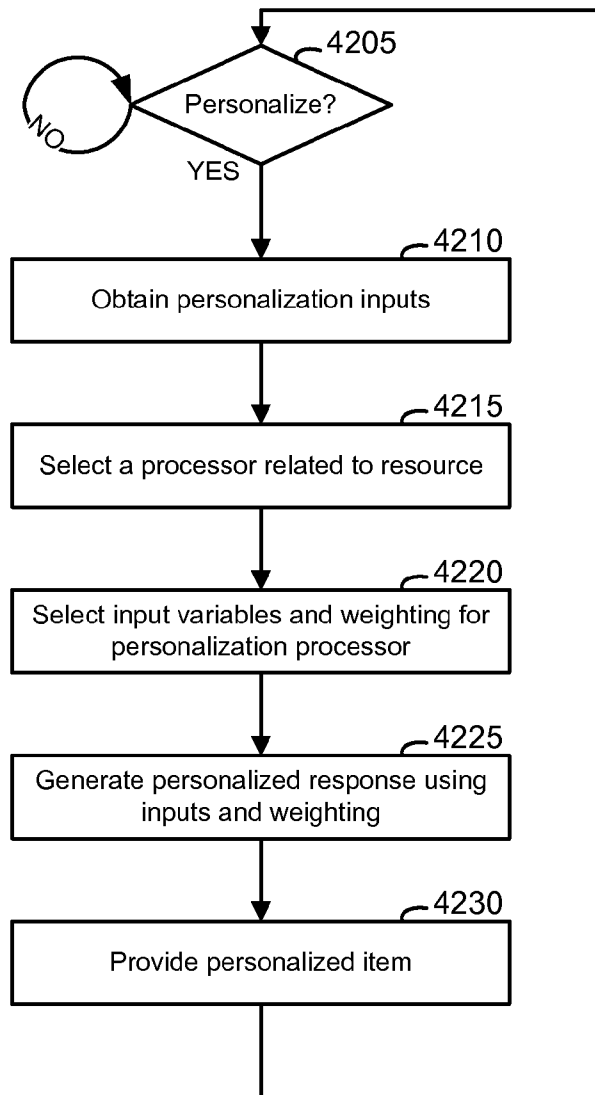 4205
Personalize?
NO
YES
4210
Obtain personalization inputs
4215
Select a processor related to resource
4220
Select input variables and weighting for
personalization processor
4225
Generate personalized response using
inputs and weighting
4230
Provide personalized item